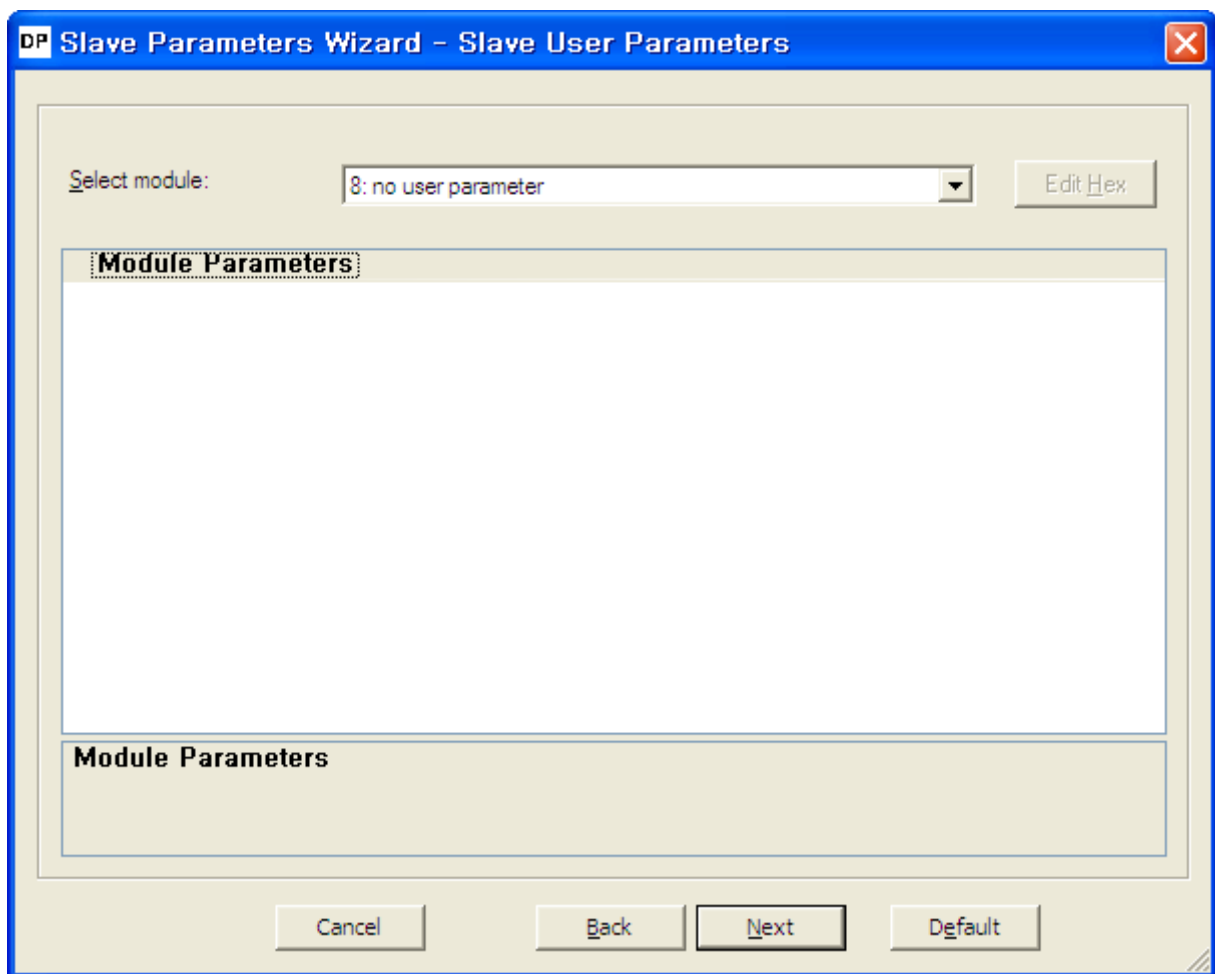 DP Slave Parameters Wizard - Slave User Parameters
Select module: 8: no user parameter Edit Hex
Module Parameters
Module Parameters
Cancel Back Next Default